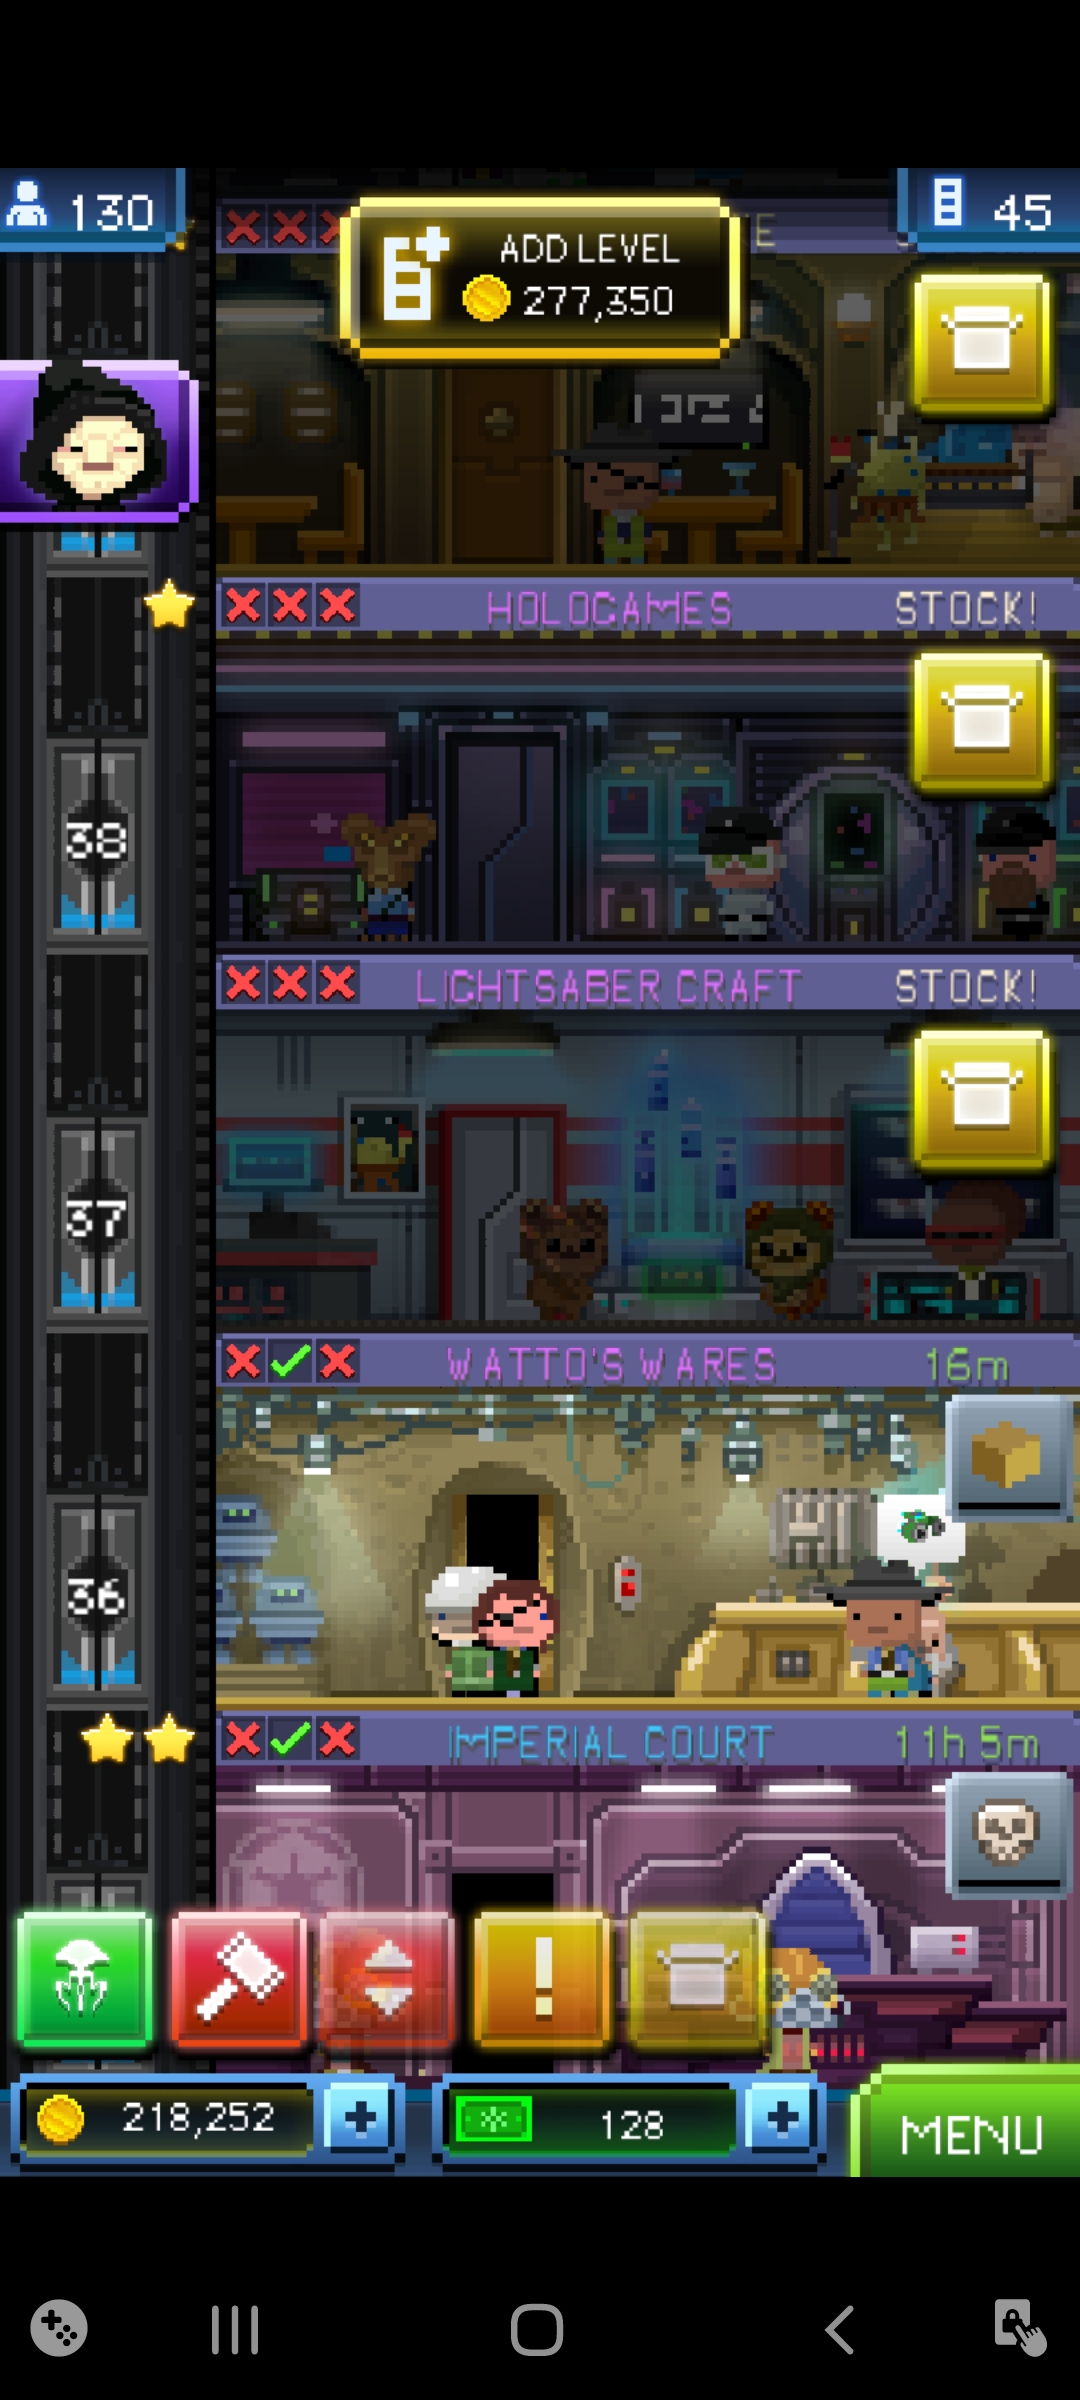 130
ADD LEVEL
277,350
E
45
HOLOGAMES
STOCK!
38
LIGHTSABER CRAFT
STOCK!
37
WATTO'S WARES
16m
36
IMPERIAL COURT
11h 5m
!
218,252
+
128
+
MENU